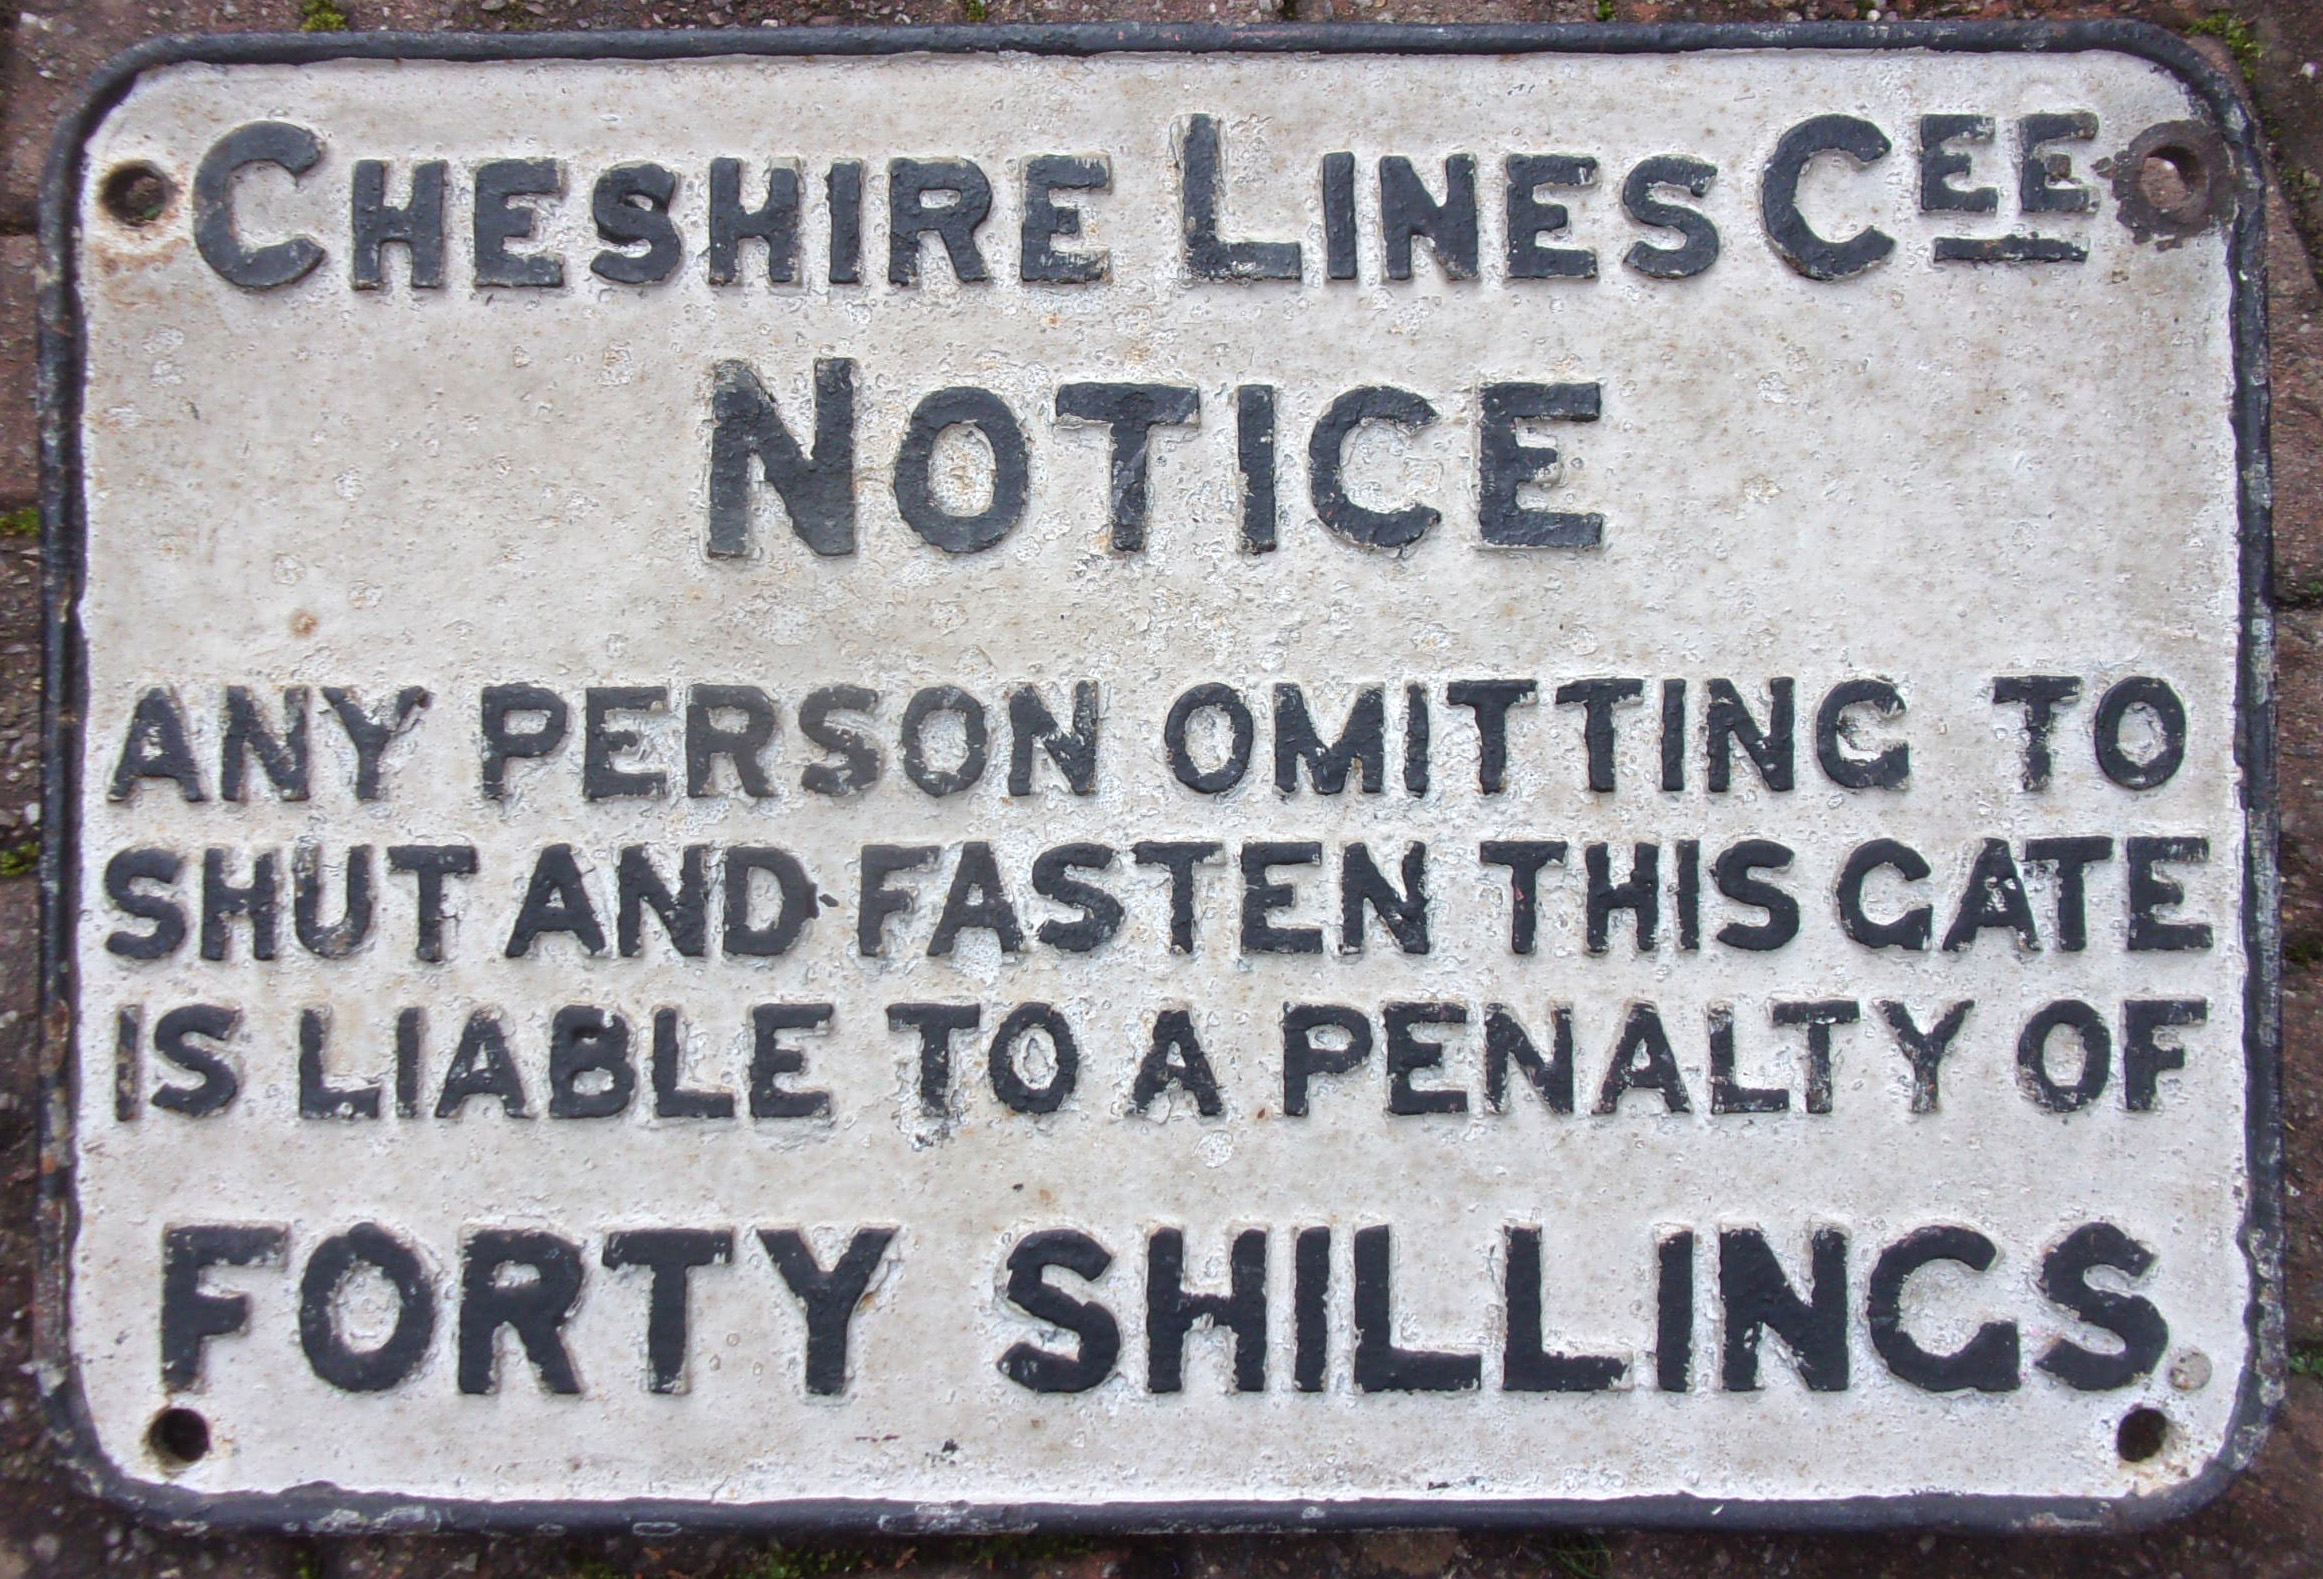 CHESHIRE LINES CEE
NOTICE
ANY PERSON OMITTING TO
SHUT AND FASTEN THIS GATE
IS LIABLE TO A PENALTY OF
FORTY SHILLINGS.